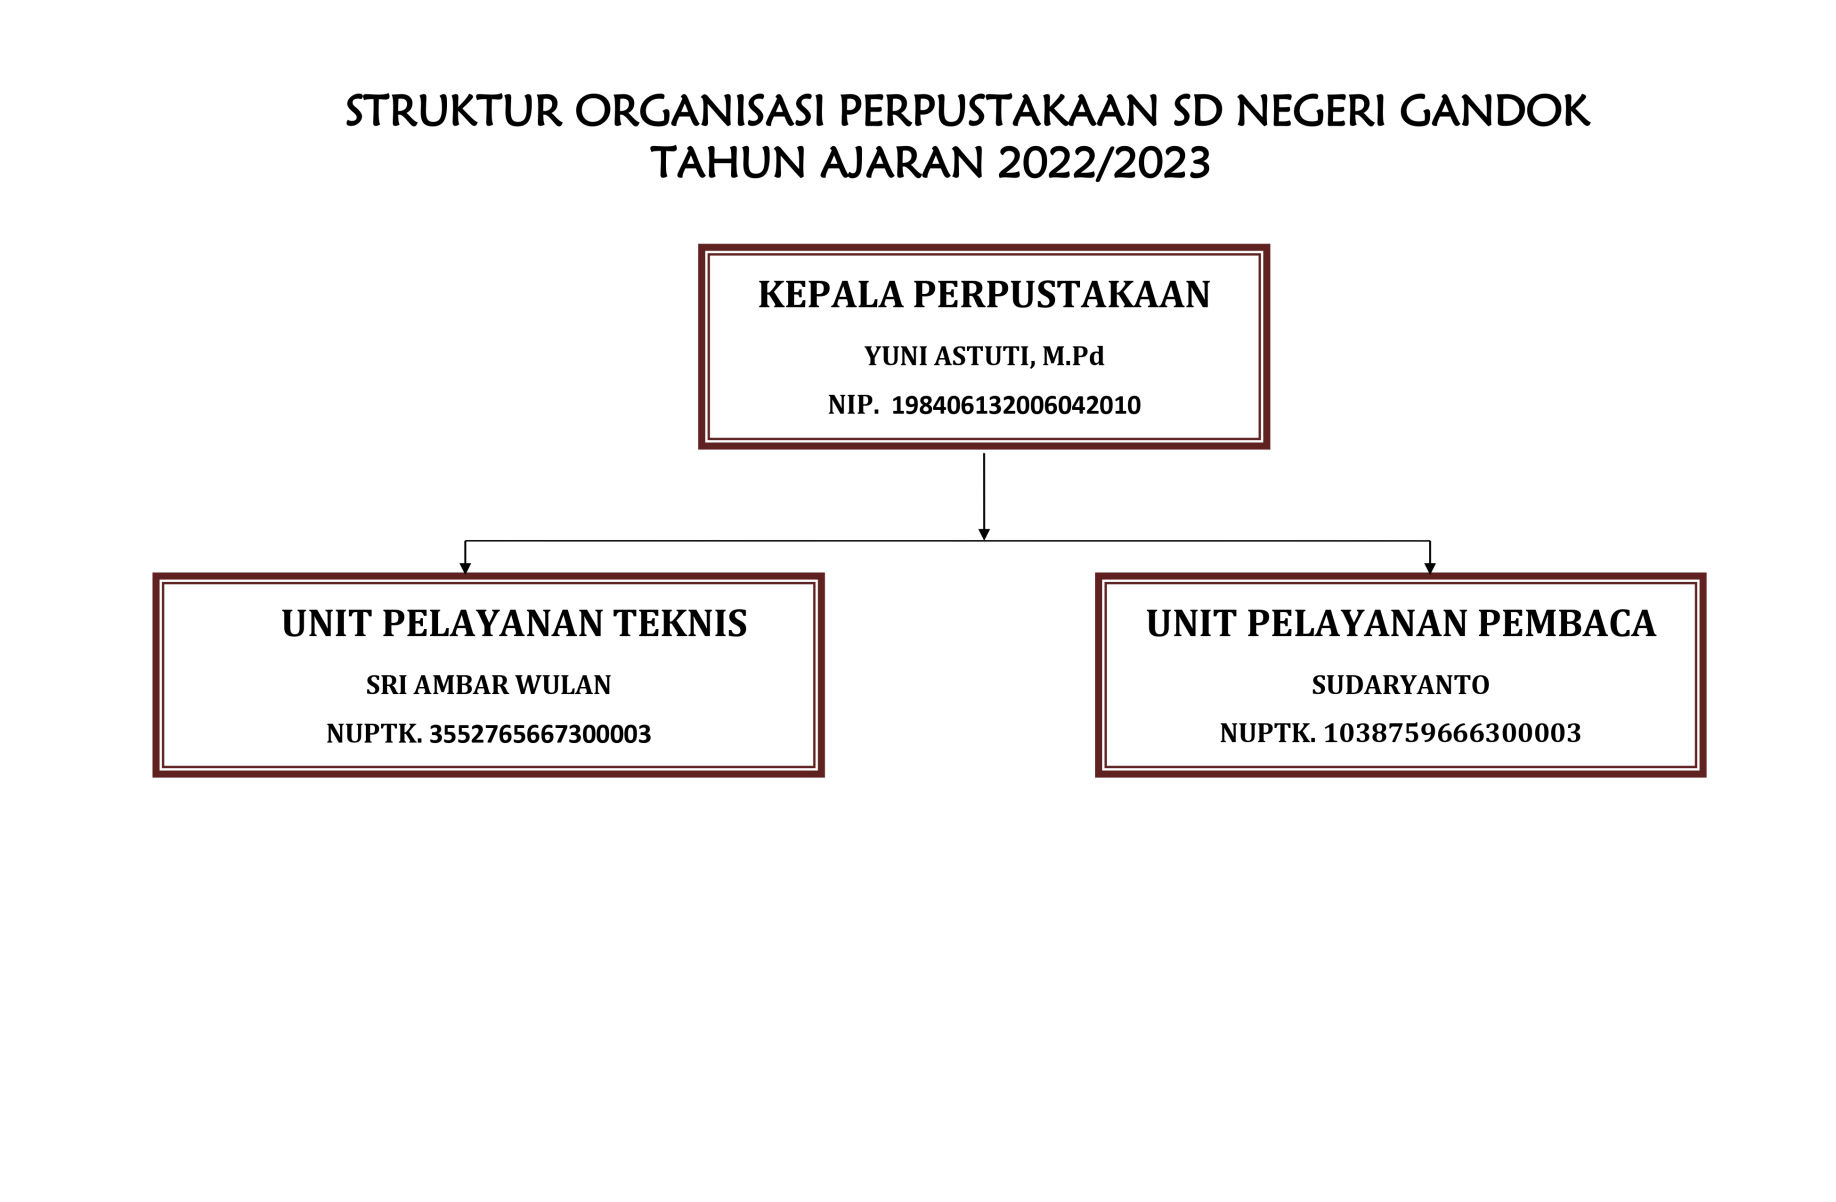 STRUKTUR ORGANISASI PERPUSTAKAAN SD NEGERI GANDOK
TAHUN AJARAN 2022/2023
KEPALA PERPUSTAKAAN
YUNI ASTUTI, M.Pd
NIP. 198406132006042010
UNIT PELAYANAN TEKNIS
SRI AMBAR WULAN
NUPTK. 3552765667300003
UNIT PELAYANAN PEMBACA
SUDARYANTO
NUPTK. 1038759666300003